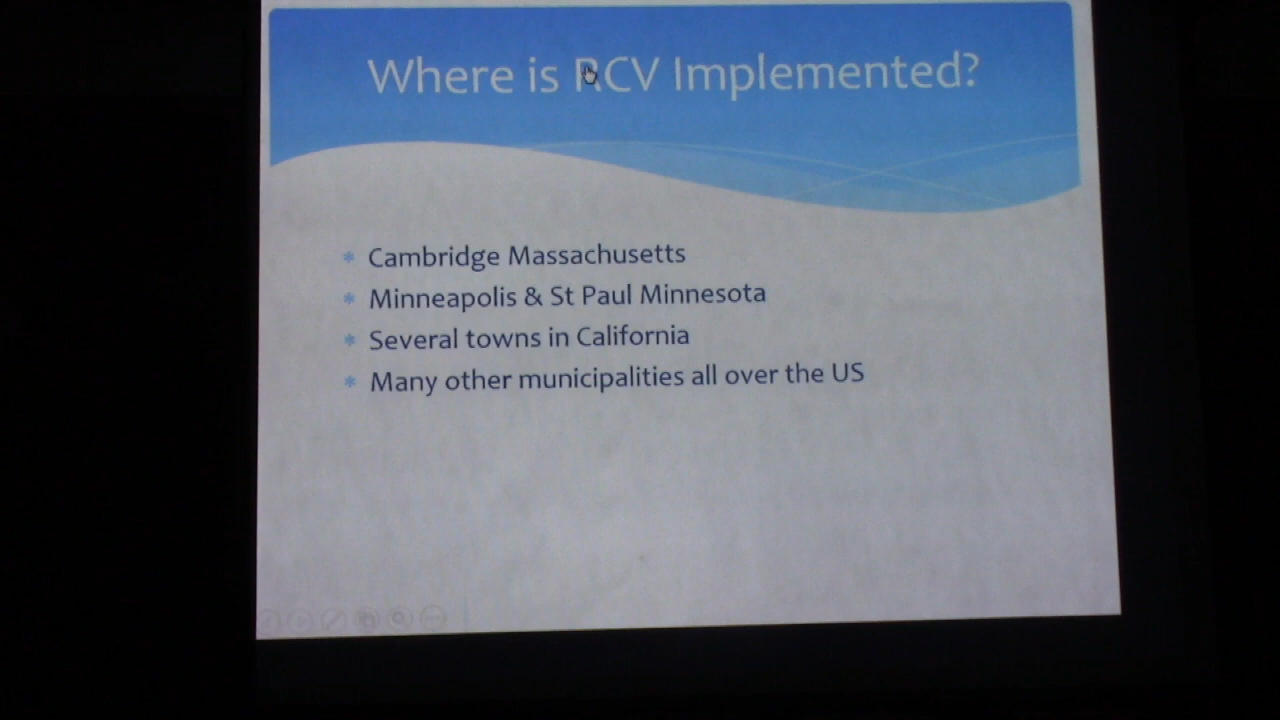 Where is RCV Implemented?
Cambridge Massachusetts
Minneapolis & St Paul Minnesota
Several towns in California
Many other municipalities all over the US